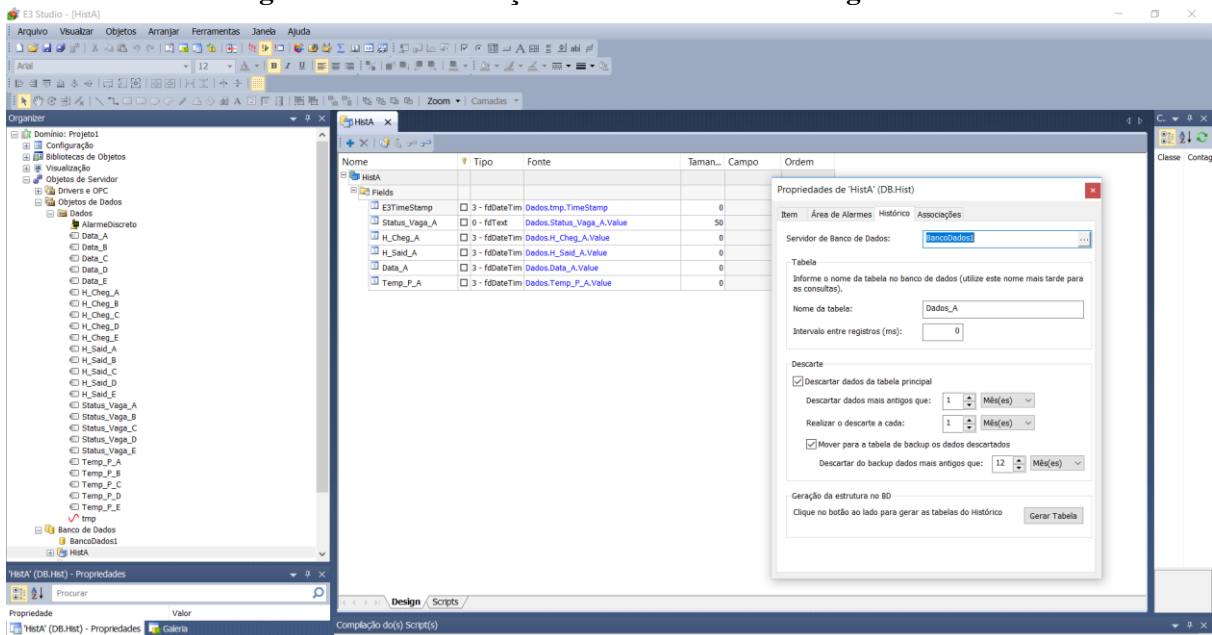 E3 Studio - [HistA]
Arquivo Visualizar Objetos Arranjar Ferramentas Janela Ajuda
Arial 12
Zoom Camadas
Organizer
Domínio: Projeto1
Configuração
Bibliotecas de Objetos
Visualização
Objetos de Servidor
Drivers e OPC
Objetos de Dados
Dados
AlarmeDiscreto
Data_A
Data_B
Data_C
Data_D
Data_E
H_Cheg_A
H_Cheg_B
H_Cheg_C
H_Cheg_D
H_Cheg_E
H_Said_A
H_Said_B
H_Said_C
H_Said_D
H_Said_E
Status_Vaga_A
Status_Vaga_B
Status_Vaga_C
Status_Vaga_D
Status_Vaga_E
Temp_P_A
Temp_P_B
Temp_P_C
Temp_P_D
Temp_P_E
tmp
Banco de Dados
BancoDados1
HistA
'HistA' (DB.Hist) - Propriedades
Procurar
Propriedade Valor
'HistA' (DB.Hist) - Propriedades Galeria
HistA
Nome Tipo Fonte Taman... Campo Ordem
HistA
Fields
E3TimeStamp 3 - fdDateTim Dados.tmp.TimeStamp 0
Status_Vaga_A 0 - fdText Dados.Status_Vaga_A.Value 50
H_Cheg_A 3 - fdDateTim Dados.H_Cheg_A.Value 0
H_Said_A 3 - fdDateTim Dados.H_Said_A.Value 0
Data_A 3 - fdDateTim Dados.Data_A.Value 0
Temp_P_A 3 - fdDateTim Dados.Temp_P_A.Value 0
Design Scripts
Compilação do(s) Script(s)
Propriedades de 'HistA' (DB.Hist)
Item Área de Alarmes Histórico Associações
Servidor de Banco de Dados: BancoDados1 ...
Tabela
Informe o nome da tabela no banco de dados (utilize este nome mais tarde para
as consultas).
Nome da tabela: Dados_A
Intervalo entre registros (ms): 0
Descarte
Descartar dados da tabela principal
Descartar dados mais antigos que: 1 Mês(es)
Realizar o descarte a cada: 1 Mês(es)
Mover para a tabela de backup os dados descartados
Descartar do backup dados mais antigos que: 12 Mês(es)
Geração da estrutura no BD
Clique no botão ao lado para gerar as tabelas do Histórico Gerar Tabela
C...
Classe Contag